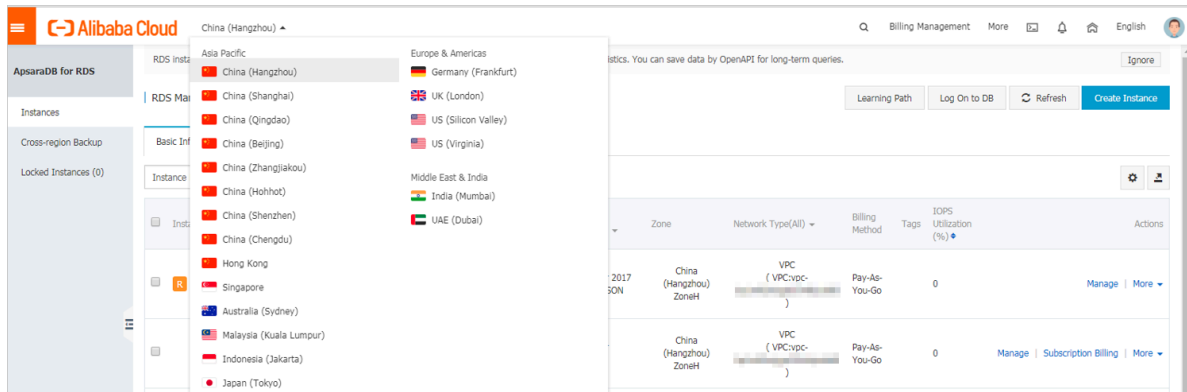 Alibaba Cloud
China (Hangzhou)
Billing Management
More
English
ApsaraDB for RDS
Instances
Cross-region Backup
Locked Instances (0)
RDS insta
istics. You can save data by OpenAPI for long-term queries.
Ignore
RDS Mar
Learning Path
Log On to DB
Refresh
Create Instance
Basic Inf
Instance
Asia Pacific
China (Hangzhou)
China (Shanghai)
China (Qingdao)
China (Beijing)
China (Zhangjiakou)
China (Hohhot)
China (Shenzhen)
China (Chengdu)
Hong Kong
Singapore
Australia (Sydney)
Malaysia (Kuala Lumpur)
Indonesia (Jakarta)
Japan (Tokyo)
Europe & Americas
Germany (Frankfurt)
UK (London)
US (Silicon Valley)
US (Virginia)
Middle East & India
India (Mumbai)
UAE (Dubai)
Insta
Zone
Network Type(All)
Billing
Method
Tags
IOPS
Utilization
(%)
Actions
R
2017
SON
China
(Hangzhou)
ZoneH
VPC
( VPC:vpc-
)
Pay-As-
You-Go
0
Manage | More
China
(Hangzhou)
ZoneH
VPC
( VPC:vpc-
)
Pay-As-
You-Go
0
Manage | Subscription Billing | More